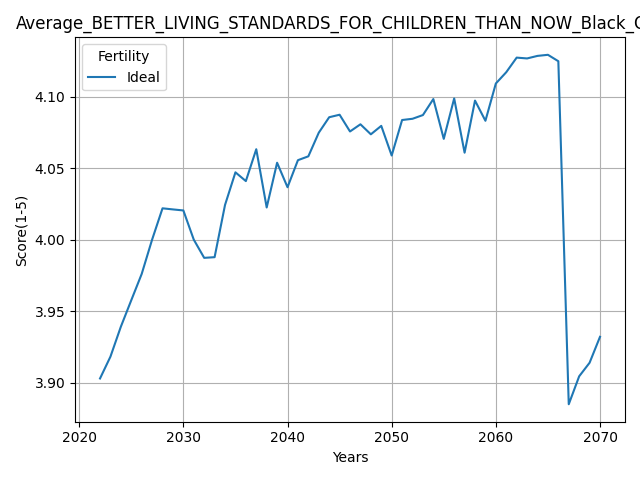 Average_BETTER_LIVING_STANDARDS_FOR_CHILDREN_THAN_NOW_Black_
Fertility
Ideal
4.10
4.05
4.00
3.95
3.90
Score(1-5)
2020 2030 2040 2050 2060 2070
Years